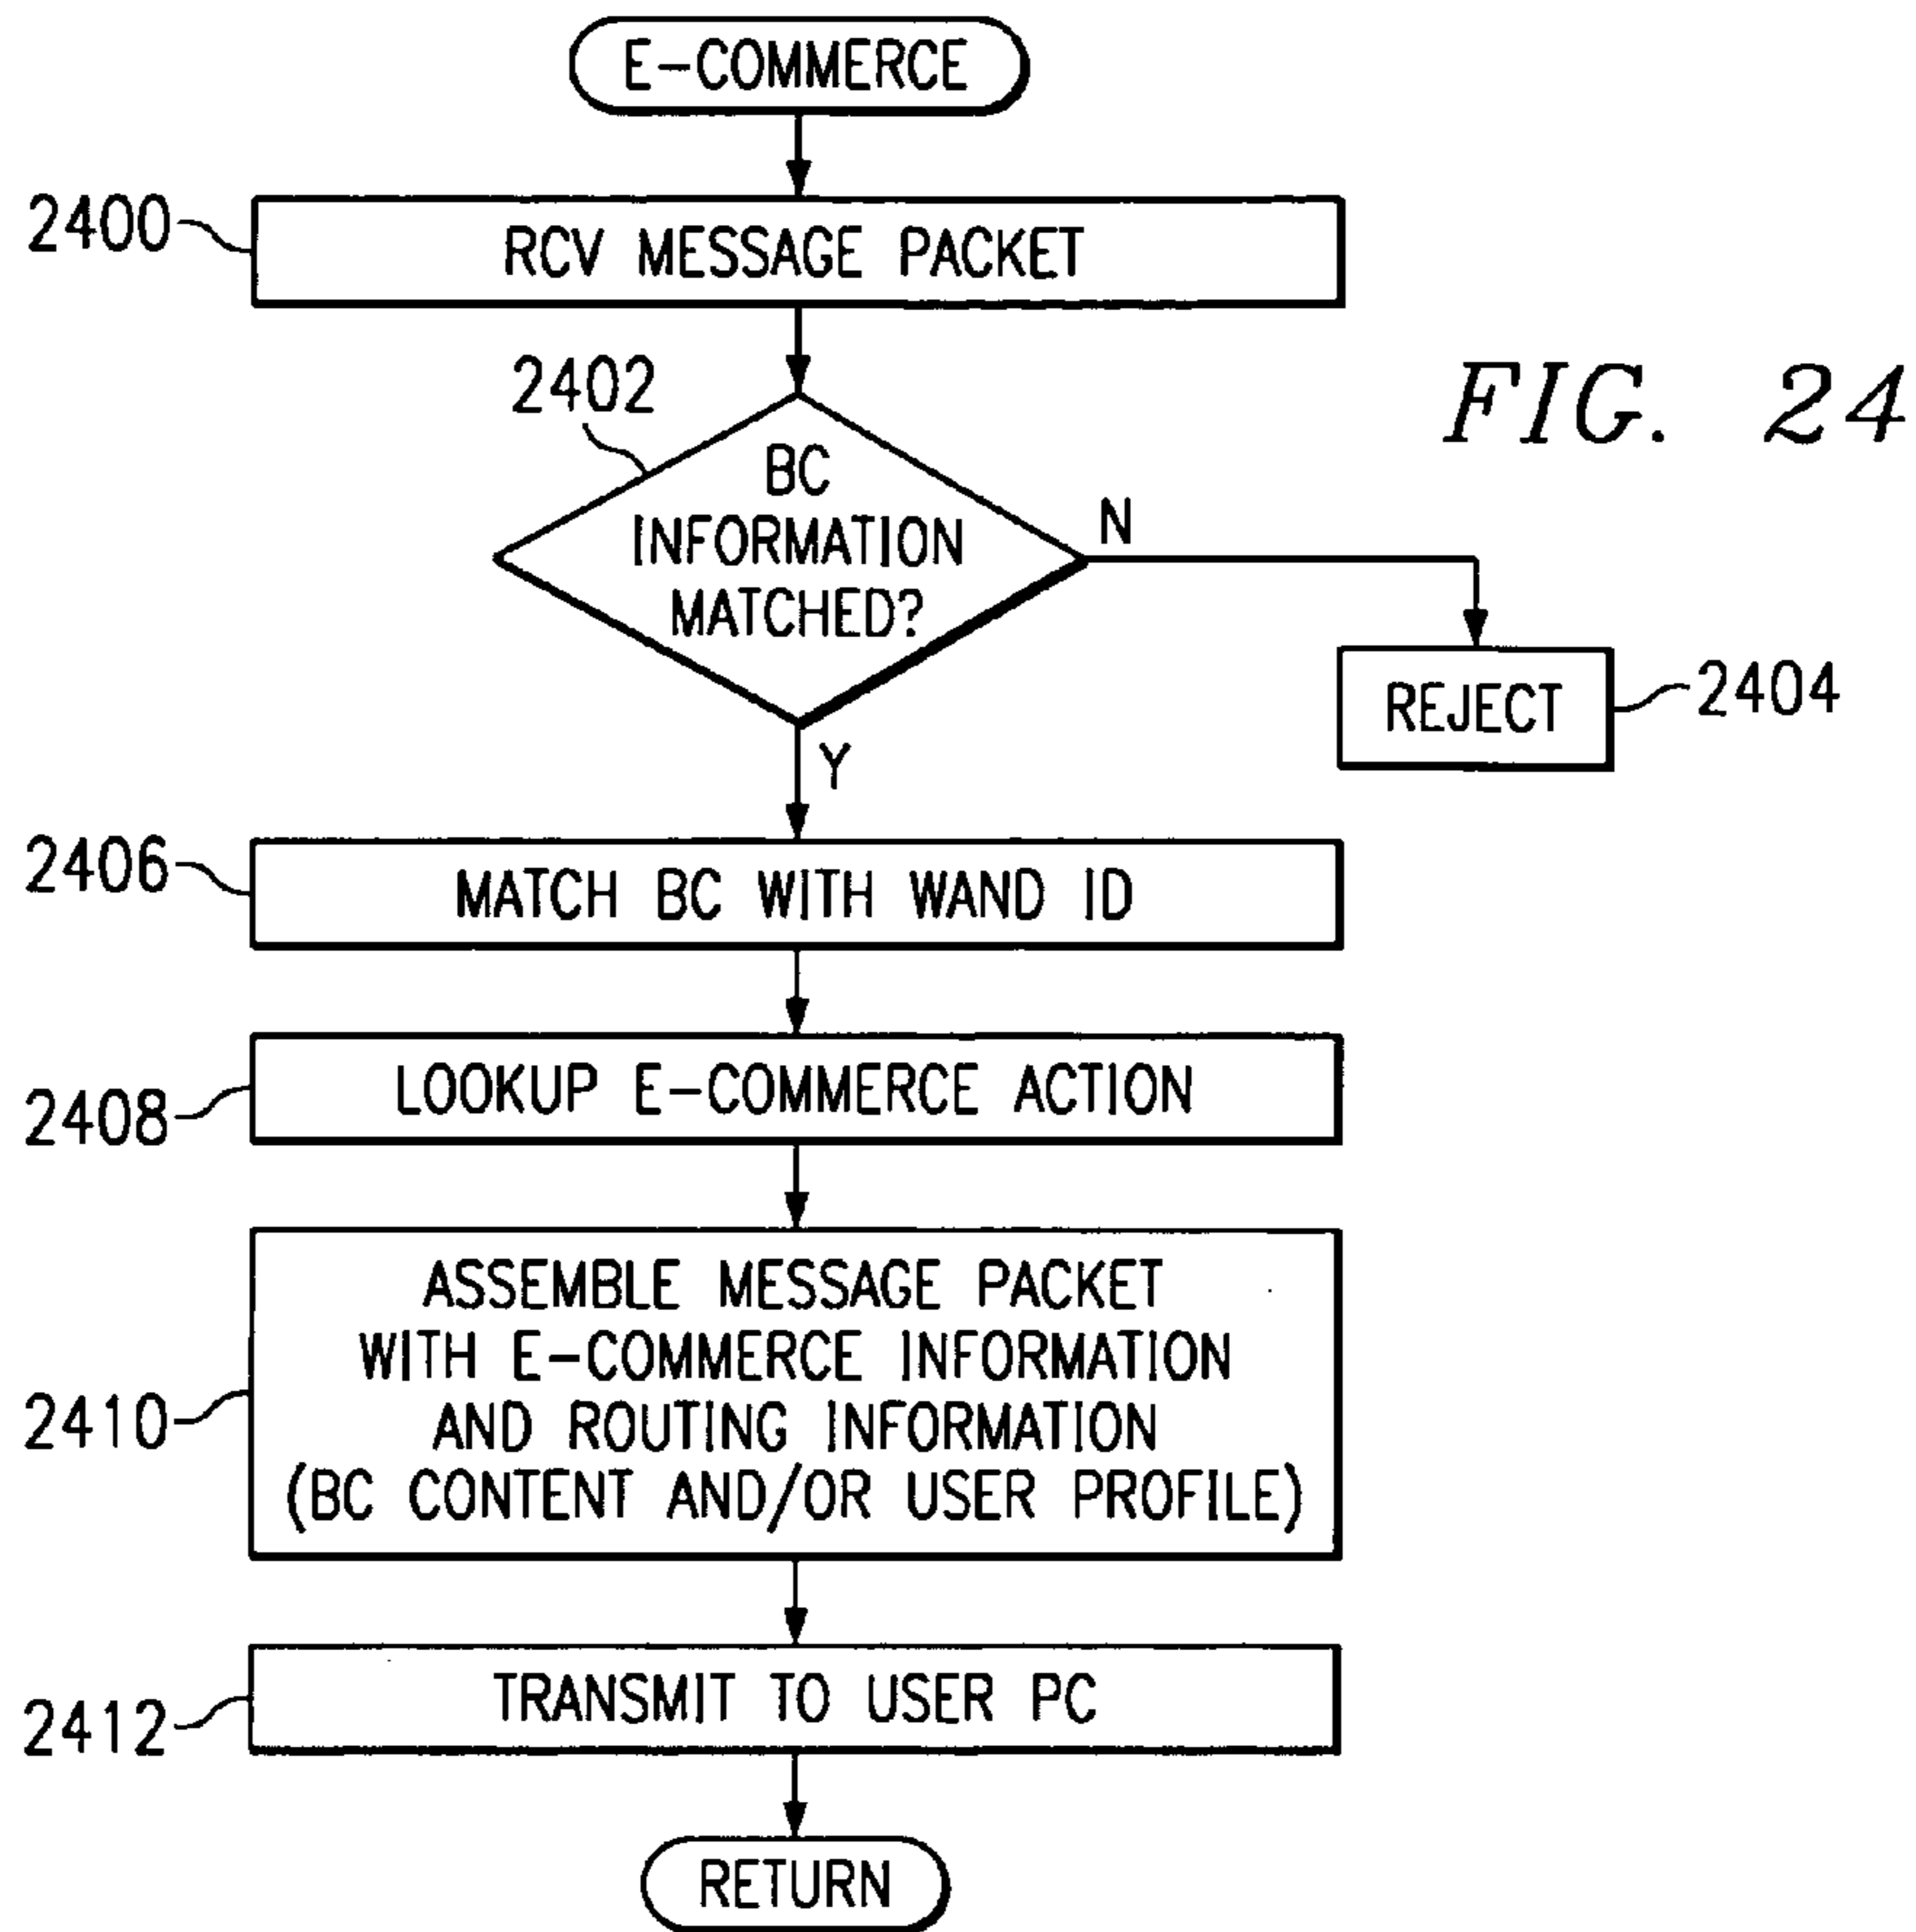 E-COMMERCE
2400
RCV MESSAGE PACKET
FIG. 24
2402
BC
INFORMATION
MATCHED?
N
REJECT
2404
Y
2406
MATCH BC WITH WAND ID
LOOKUP E-COMMERCE ACTION
2408
ASSEMBLE MESSAGE PACKET
WITH E-COMMERCE INFORMATION
AND ROUTING INFORMATION
(BC CONTENT AND/OR USER PROFILE)
2410
TRANSMIT TO USER PC
2412
RETURN